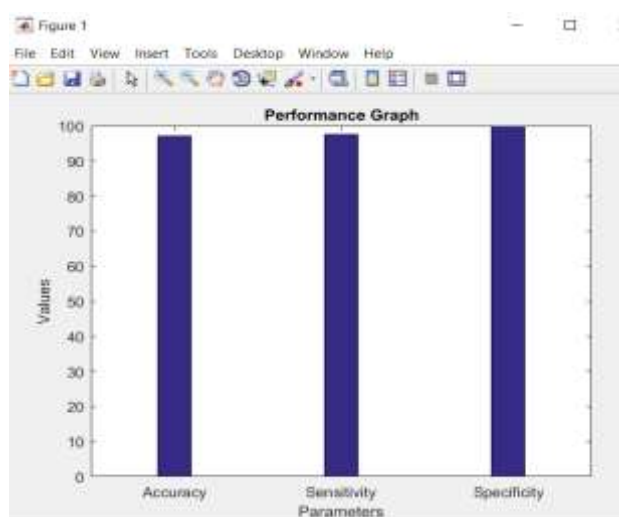 Figure 1
File Edit View Insert Tools Desktop Window Help
Performance Graph
100
90
80
70
60
50
40
30
20
10
0
Values
Accuracy Sensitivity Specificity
Parameters